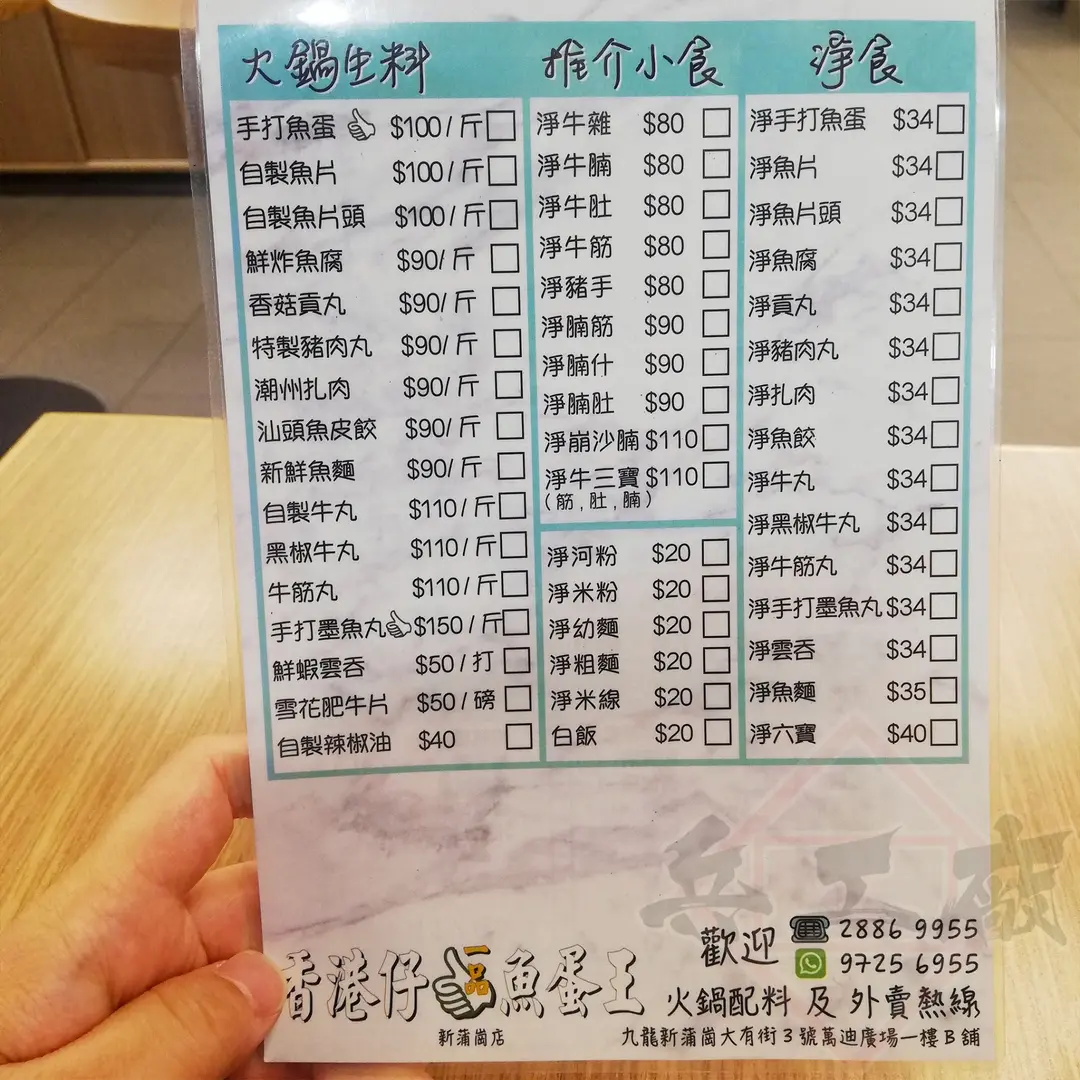 火鍋生料
手打魚蛋 $100/斤
自製魚片 $100/斤
自製魚片頭 $100/斤
鮮炸魚腐 $90/斤
香菇貢丸 $90/斤
特製豬肉丸 $90/斤
潮州扎肉 $90/斤
汕頭魚皮餃 $90/斤
新鮮魚麵 $90/斤
自製牛丸 $110/斤
黑椒牛丸 $110/斤
牛筋丸 $110/斤
手打墨魚丸 $150/斤
鮮蝦雲吞 $50/打
雪花肥牛片 $50/磅
自製辣椒油 $40
推介小食
淨牛雜 $80
淨牛腩 $80
淨牛肚 $80
淨牛筋 $80
淨豬手 $80
淨腩筋 $90
淨腩什 $90
淨腩肚 $90
淨崩沙腩 $110
淨牛三寶 $110
(筋,肚,腩)
淨河粉 $20
淨米粉 $20
淨幼麵 $20
淨粗麵 $20
淨米線 $20
白飯 $20
淨食
淨手打魚蛋 $34
淨魚片 $34
淨魚片頭 $34
淨魚腐 $34
淨貢丸 $34
淨豬肉丸 $34
淨扎肉 $34
淨魚餃 $34
淨牛丸 $34
淨黑椒牛丸 $34
淨牛筋丸 $34
淨手打墨魚丸 $34
淨雲吞 $34
淨魚麵 $35
淨六寶 $40
兵工廠
香港仔一品魚蛋王
新蒲崗店
歡迎 2886 9955
9725 6955
火鍋配料 及 外賣熱線
九龍新蒲崗大有街3號萬迪廣場一樓B舖